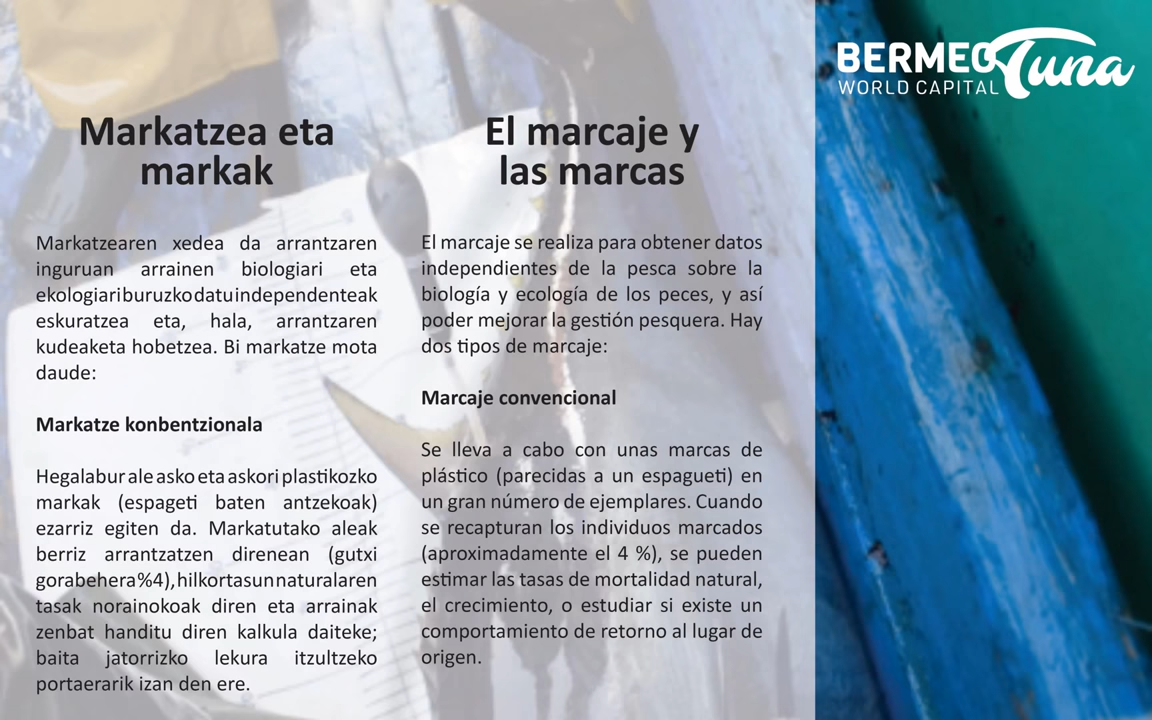 BERMEO Tuna
WORLD CAPITAL
Markatzea eta
markak
Markatzearen xedea da arrantzaren
inguruan arrainen biologiari eta
ekologiari buruzko datu independenteak
eskuratzea eta, hala, arrantzaren
kudeaketa hobetzea. Bi markatze mota
daude:
Markatze konbentzionala
Hegalabur ale asko eta askori plastikozko
markak (espageti baten antzekoak)
ezarriz egiten da. Markatutako aleak
berriz arrantzatzen direnean (gutxi
gorabehera %4), hilkortasun naturalaren
tasak norainokoak diren eta arrainak
zenbat handitu diren kalkula daiteke;
baita jatorrizko lekura itzultzeko
portaerarik izan den ere.
El marcaje y
las marcas
El marcaje se realiza para obtener datos
independientes de la pesca sobre la
biología y ecología de los peces, y así
poder mejorar la gestión pesquera. Hay
dos tipos de marcaje:
Marcaje convencional
Se lleva a cabo con unas marcas de
plástico (parecidas a un espagueti) en
un gran número de ejemplares. Cuando
se recapturan los individuos marcados
(aproximadamente el 4 %), se pueden
estimar las tasas de mortalidad natural,
el crecimiento, o estudiar si existe un
comportamiento de retorno al lugar de
origen.